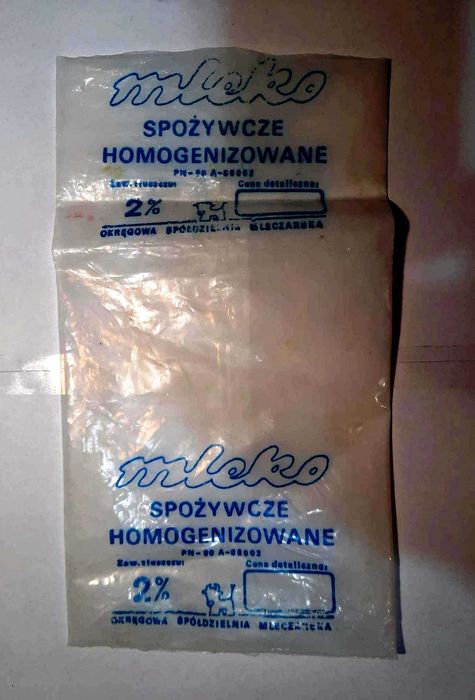 mleko
SPOŻYWCZE
HOMOGENIZOWANE
Zaw. tłuszczu: Cena detaliczna:
2%
OKRĘGOWA SPÓŁDZIELNIA MLECZARSKA
mleko
SPOŻYWCZE
HOMOGENIZOWANE
Zaw. tłuszczu: Cena detaliczna:
2%
OKRĘGOWA SPÓŁDZIELNIA MLECZARSKA